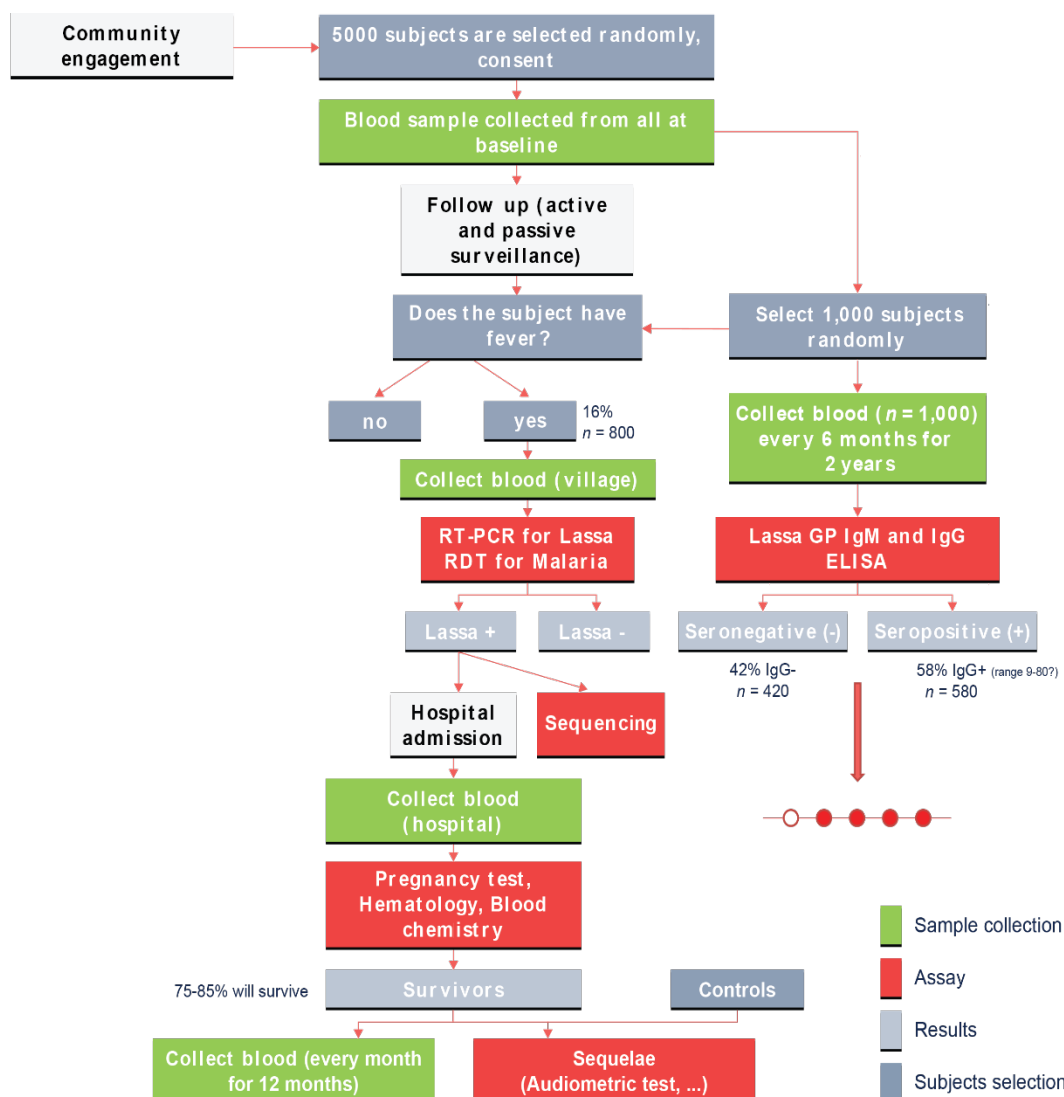 Community
engagement
5000 subjects are selected randomly,
consent
Blood sample collected from all at
baseline
Follow up (active
and passive
surveillance)
Does the subject have
fever?
Select 1,000 subjects
randomly
no
yes
16%
n = 800
Collect blood (n = 1,000)
every 6 months for
2 years
Collect blood (village)
RT-PCR for Lassa
RDT for Malaria
Lassa GP IgM and IgG
ELISA
Lassa +
Lassa -
Seronegative (-)
Seropositive (+)
42% IgG-
n = 420
58% IgG+ (range 9-80?)
n = 580
Hospital
admission
Sequencing
Collect blood
(hospital)
Pregnancy test,
Hematology, Blood
chemistry
75-85% will survive
Survivors
Controls
Collect blood (every month
for 12 months)
Sequelae
(Audiometric test, ...)
Sample collection
Assay
Results
Subjects selection